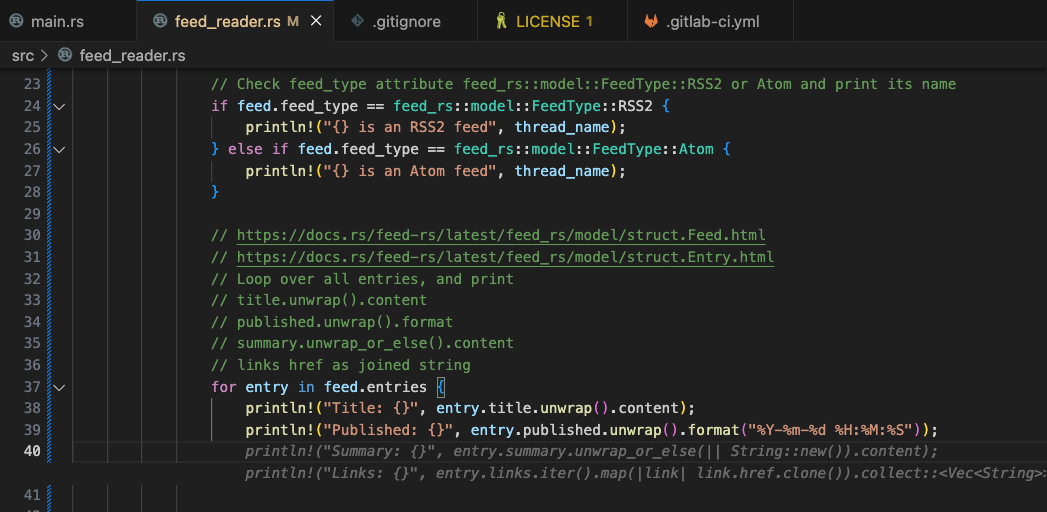 main.rs
feed_reader.rs M
.gitignore
LICENSE 1
.gitlab-ci.yml
src > feed_reader.rs
23 // Check feed_type attribute feed_rs::model::FeedType::RSS2 or Atom and print its name
24 if feed.feed_type == feed_rs::model::FeedType::RSS2 {
25 println!("{} is an RSS2 feed", thread_name);
26 } else if feed.feed_type == feed_rs::model::FeedType::Atom {
27 println!("{} is an Atom feed", thread_name);
28 }
29
30 // https://docs.rs/feed-rs/latest/feed_rs/model/struct.Feed.html
31 // https://docs.rs/feed-rs/latest/feed_rs/model/struct.Entry.html
32 // Loop over all entries, and print
33 // title.unwrap().content
34 // published.unwrap().format
35 // summary.unwrap_or_else().content
36 // links href as joined string
37 for entry in feed.entries {
38 println!("Title: {}", entry.title.unwrap().content);
39 println!("Published: {}", entry.published.unwrap().format("%Y-%m-%d %H:%M:%S"));
40 println!("Summary: {}", entry.summary.unwrap_or_else(|| String::new()).content);
println!("Links: {}", entry.links.iter().map(|link| link.href.clone()).collect::<Vec<String>
41